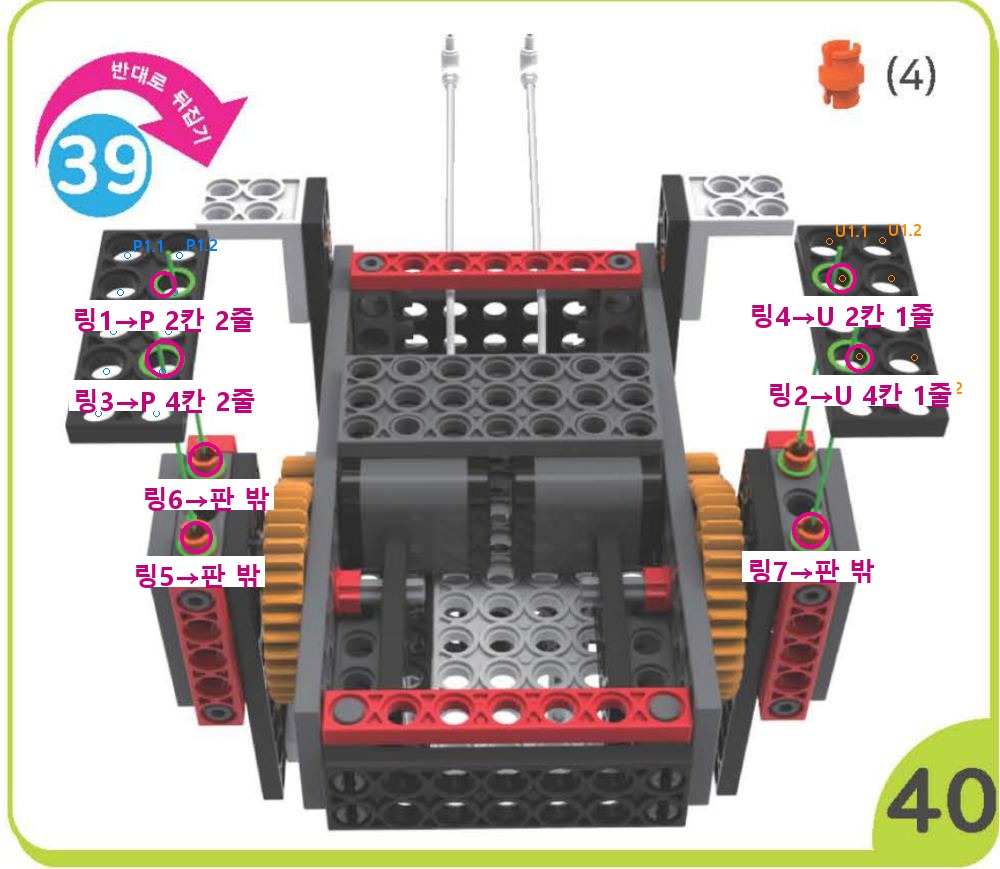 반대로 뒤집기
39
(4)
P1.1 P1.2
U1.1 U1.2
링1→P 2칸 2줄
링4→U 2칸 1줄
링3→P 4칸 2줄
링2→U 4칸 1줄
링6→판 밖
링5→판 밖
링7→판 밖
40